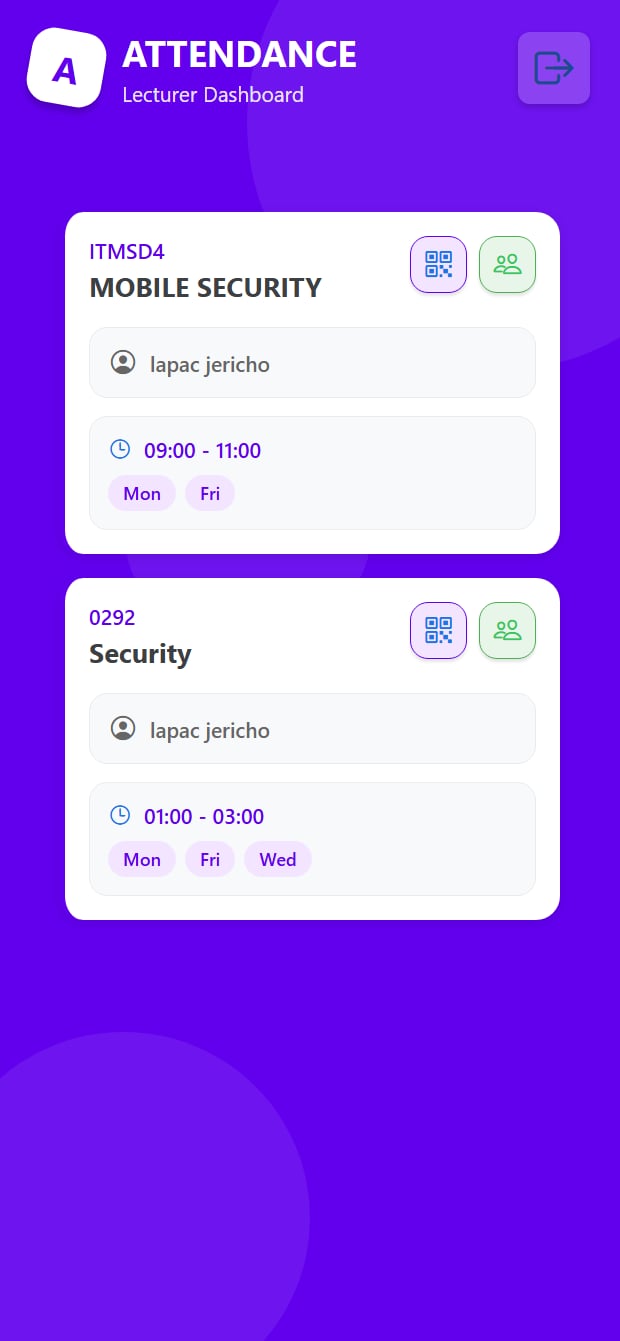 A
ATTENDANCE
Lecturer Dashboard
ITMSD4
MOBILE SECURITY
lapac jericho
09:00 - 11:00
Mon Fri
0292
Security
lapac jericho
01:00 - 03:00
Mon Fri Wed